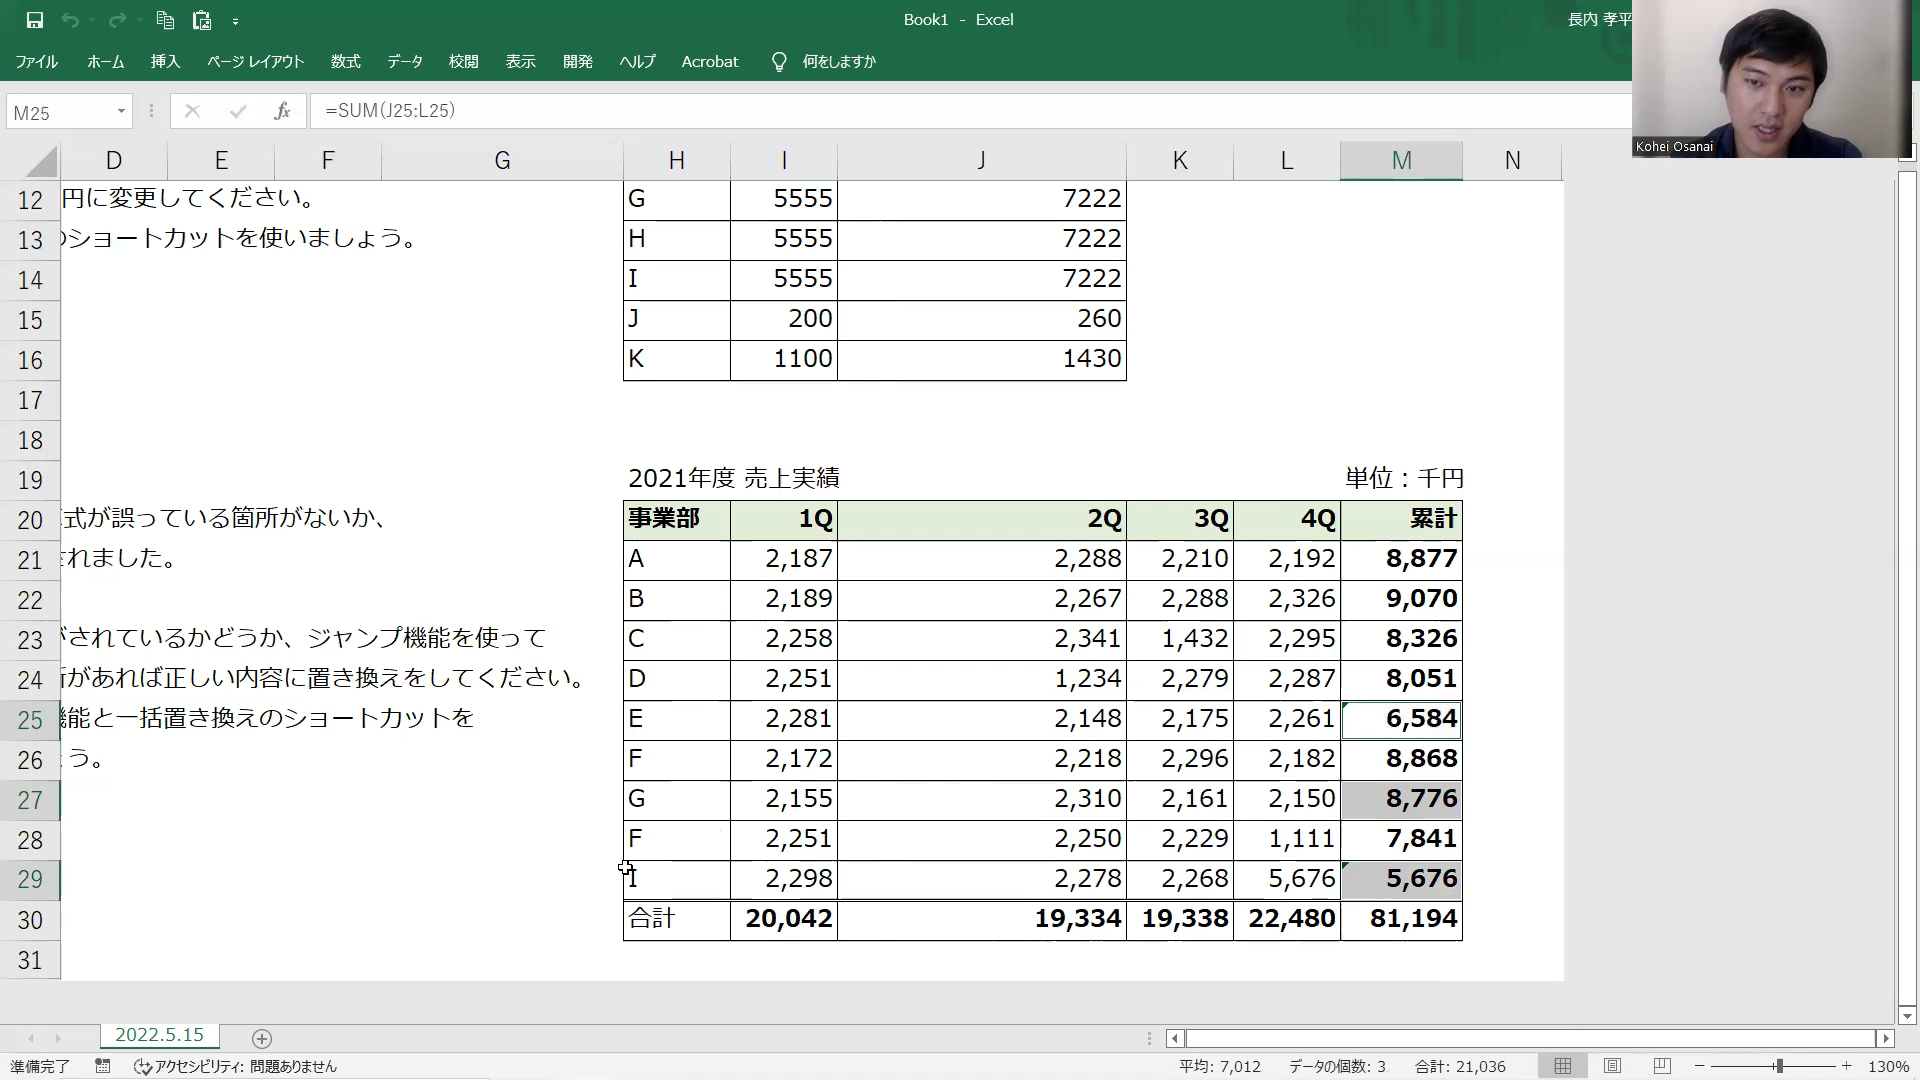 Book1 - Excel
長内 孝平
ファイル ホーム 挿入 ページ レイアウト 数式 データ 校閲 表示 開発 ヘルプ Acrobat 何をしますか
M25 fx =SUM(J25:L25)
Kohei Osanai
D E F G H I J K L M N
12 円に変更してください。 G 5555 7222
13 のショートカットを使いましょう。 H 5555 7222
14 I 5555 7222
15 J 200 260
16 K 1100 1430
17
18
19 2021年度 売上実績 単位：千円
20 式が誤っている箇所がないか、 事業部 1Q 2Q 3Q 4Q 累計
21 されました。 A 2,187 2,288 2,210 2,192 8,877
22 B 2,189 2,267 2,288 2,326 9,070
23 がされているかどうか、ジャンプ機能を使って C 2,258 2,341 1,432 2,295 8,326
24 所があれば正しい内容に置き換えをしてください。 D 2,251 1,234 2,279 2,287 8,051
25 機能と一括置き換えのショートカットを E 2,281 2,148 2,175 2,261 6,584
26 う。 F 2,172 2,218 2,296 2,182 8,868
27 G 2,155 2,310 2,161 2,150 8,776
28 F 2,251 2,250 2,229 1,111 7,841
29 I 2,298 2,278 2,268 5,676 5,676
30 合計 20,042 19,334 19,338 22,480 81,194
31
2022.5.15
準備完了 アクセシビリティ: 問題ありません 平均: 7,012 データの個数: 3 合計: 21,036 130%